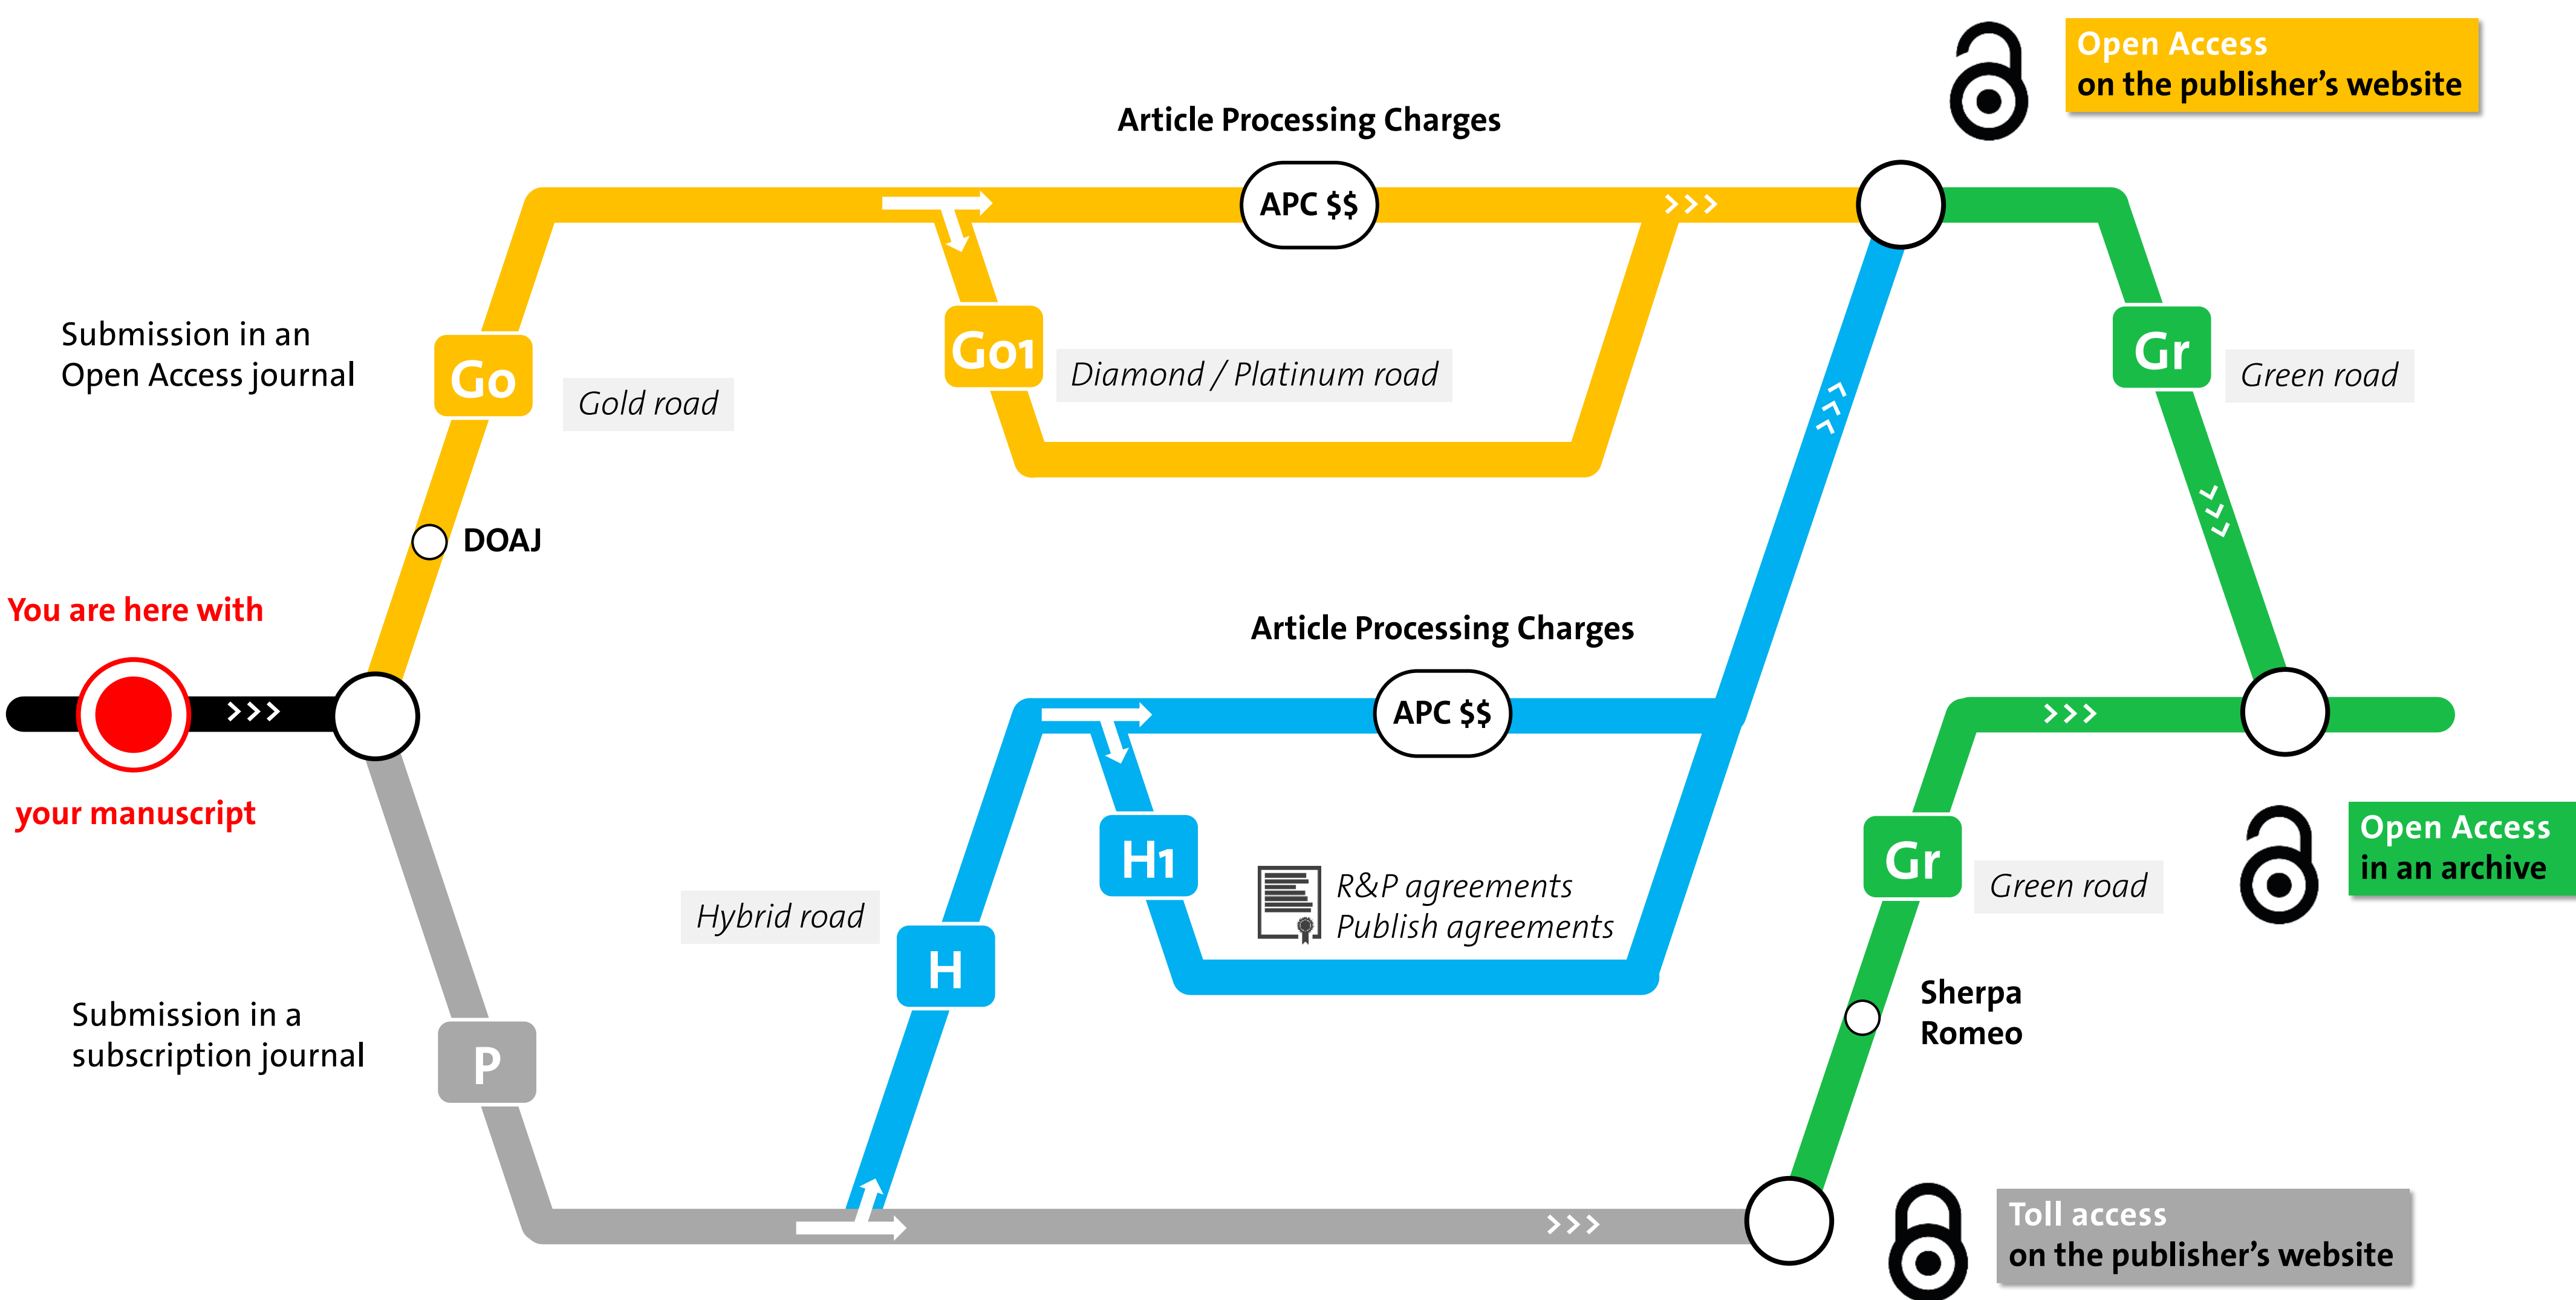 Open Access
on the publisher's website
Article Processing Charges
APC $$
>>>
Submission in an
Open Access journal
Go
Gold road
Go1
Diamond / Platinum road
Gr
Green road
DOAJ
You are here with
>>>
your manuscript
Article Processing Charges
APC $$
>>>
Open Access
in an archive
H1
R&P agreements
Publish agreements
Gr
Green road
Hybrid road
H
Sherpa
Romeo
Submission in a
subscription journal
P
>>>
Toll access
on the publisher's website